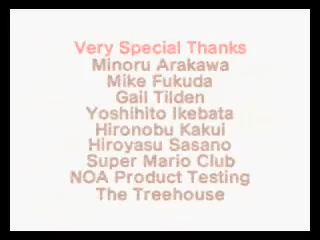 Very Special Thanks
Minoru Arakawa
Mike Fukuda
Gail Tilden
Yoshihito Ikebata
Hironobu Kakui
Hiroyasu Sasano
Super Mario Club
NOA Product Testing
The Treehouse